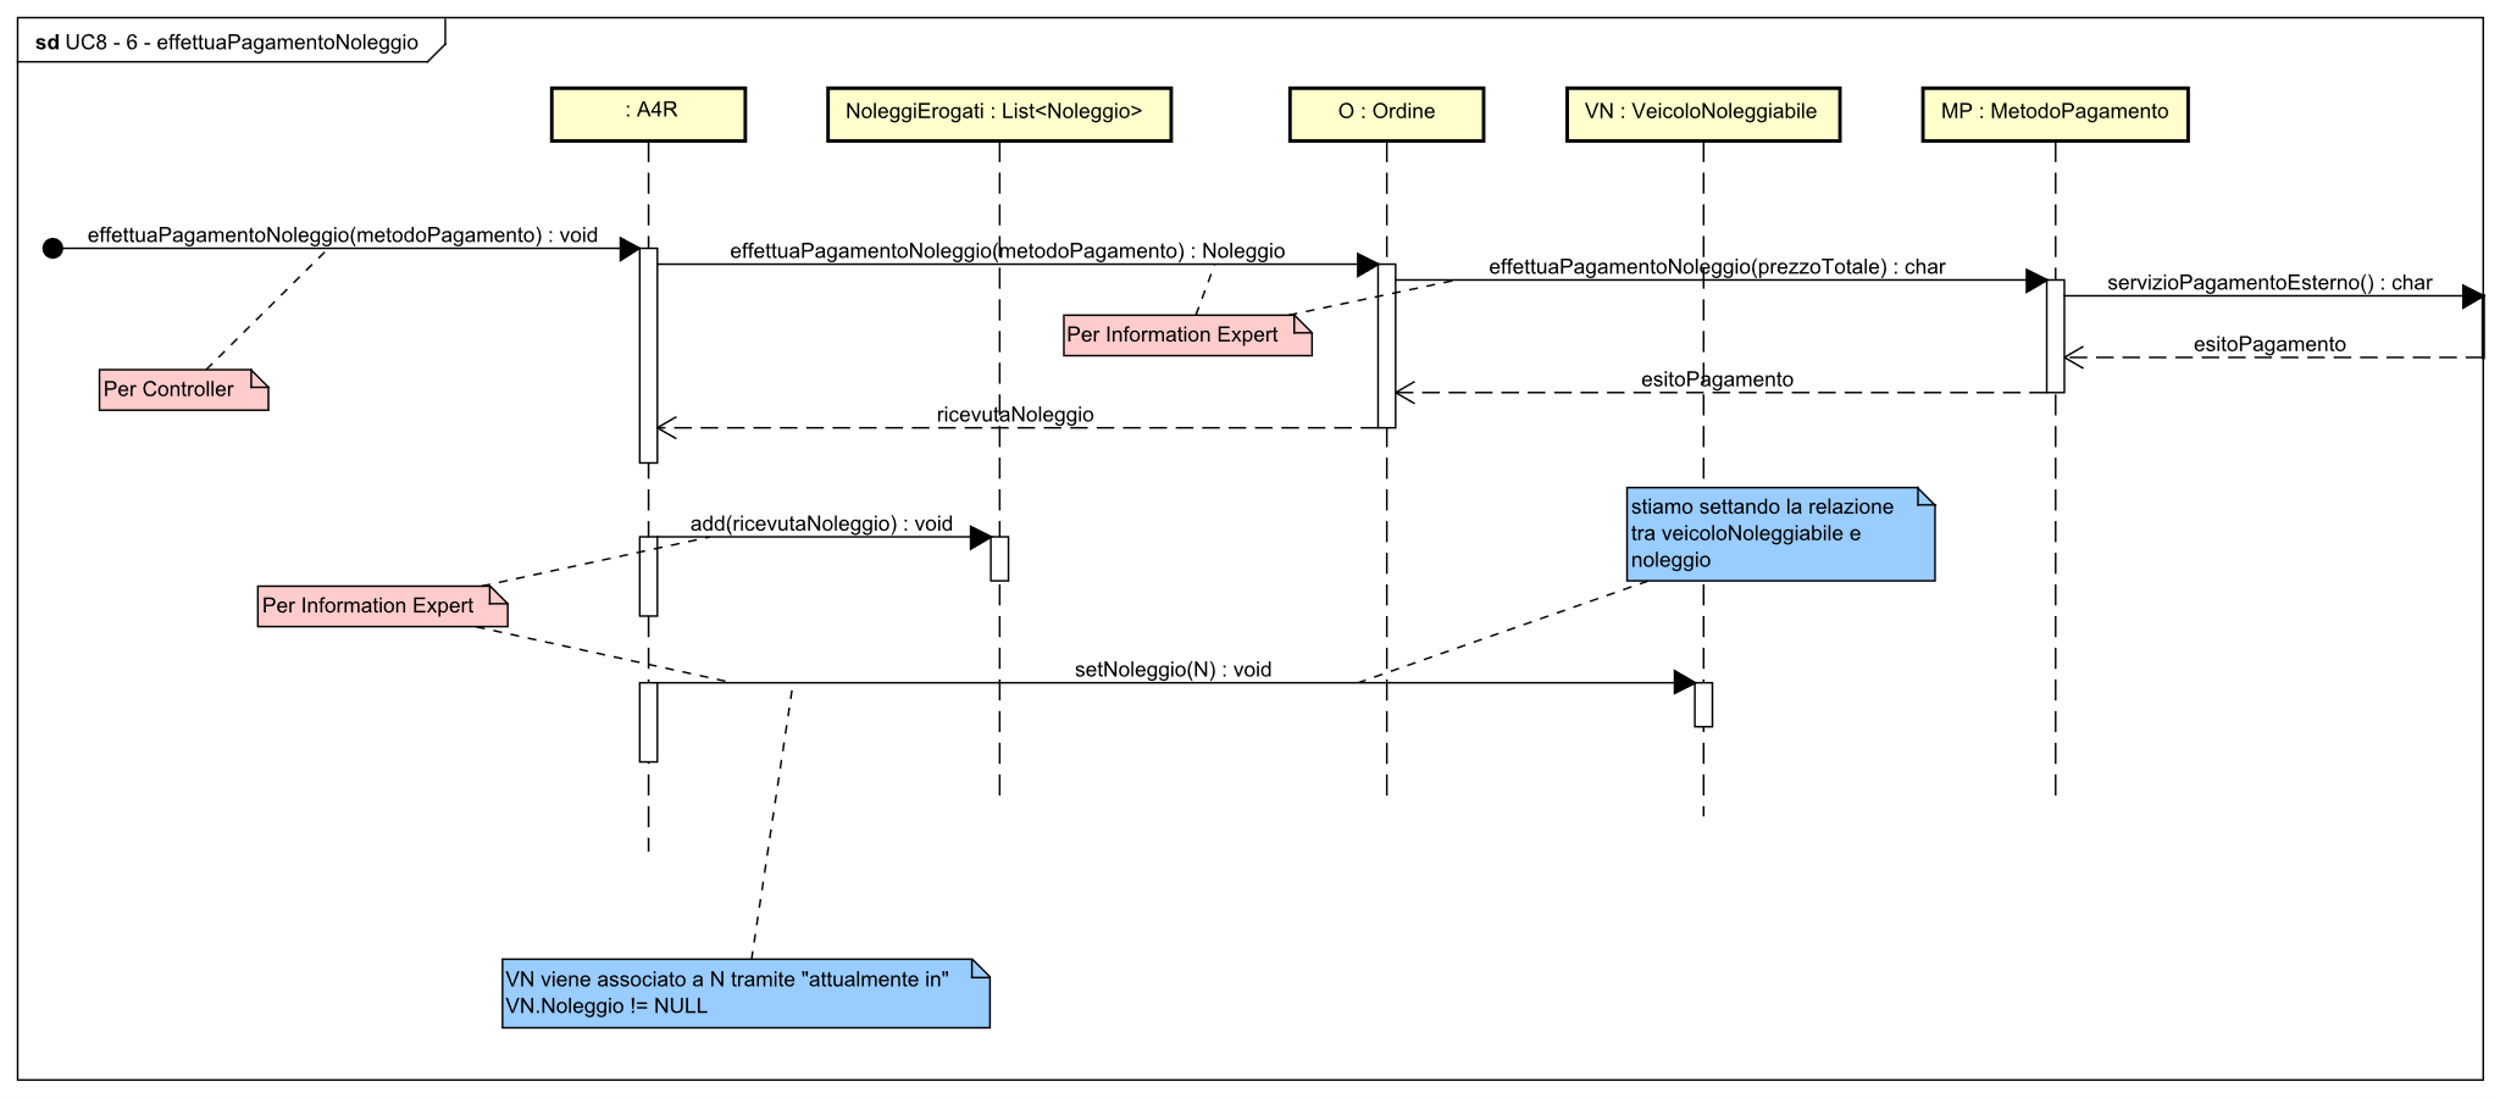 sd UC8 - 6 - effettuaPagamentoNoleggio
: A4R
NoleggiErogati : List<Noleggio>
O : Ordine
VN : VeicoloNoleggiabile
MP : MetodoPagamento
effettuaPagamentoNoleggio(metodoPagamento) : void
effettuaPagamentoNoleggio(metodoPagamento) : Noleggio
effettuaPagamentoNoleggio(prezzoTotale) : char
servizioPagamentoEsterno() : char
Per Information Expert
esitoPagamento
Per Controller
esitoPagamento
ricevutaNoleggio
stiamo settando la relazione
tra veicoloNoleggiabile e
noleggio
add(ricevutaNoleggio) : void
Per Information Expert
setNoleggio(N) : void
VN viene associato a N tramite "attualmente in"
VN.Noleggio != NULL